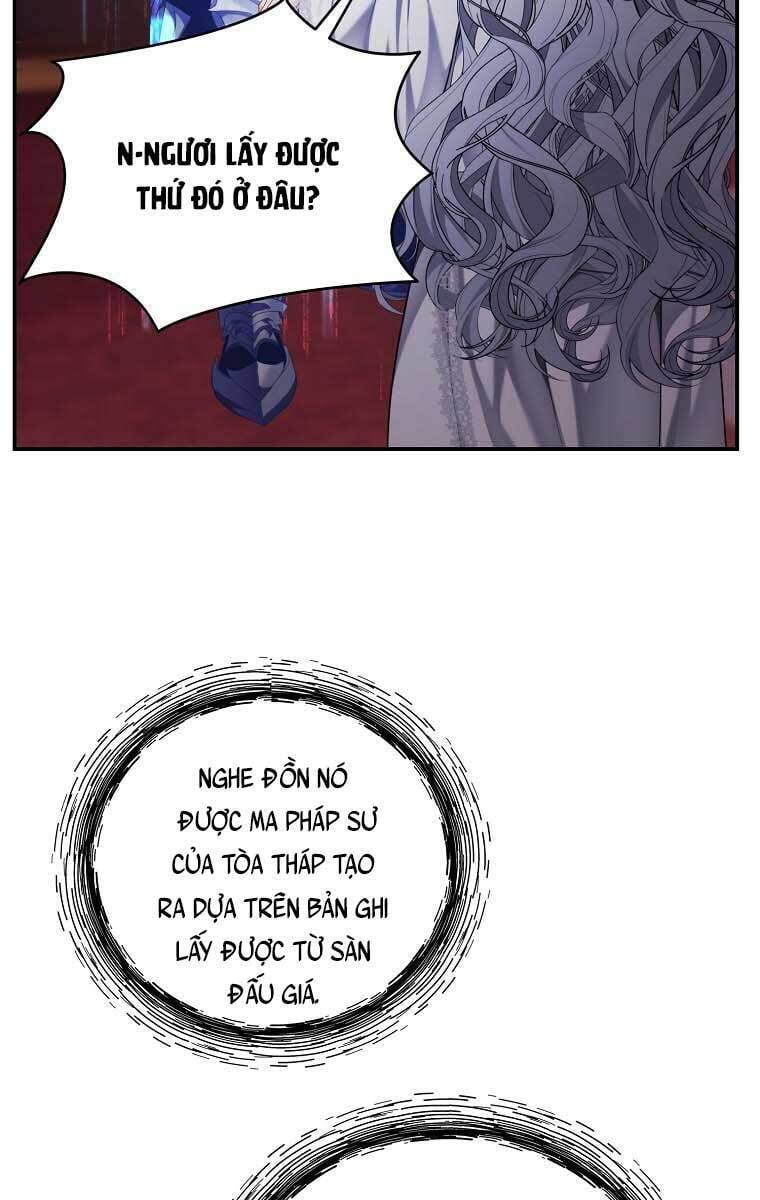 N-NGƯƠI LẤY ĐƯỢC
THỨ ĐÓ Ở ĐÂU?
NGHE ĐỒN NÓ
ĐƯỢC MA PHÁP SƯ
CỦA TÒA THÁP TẠO
RA DỰA TRÊN BẢN GHI
LẤY ĐƯỢC TỪ SÀN
ĐẤU GIÁ.